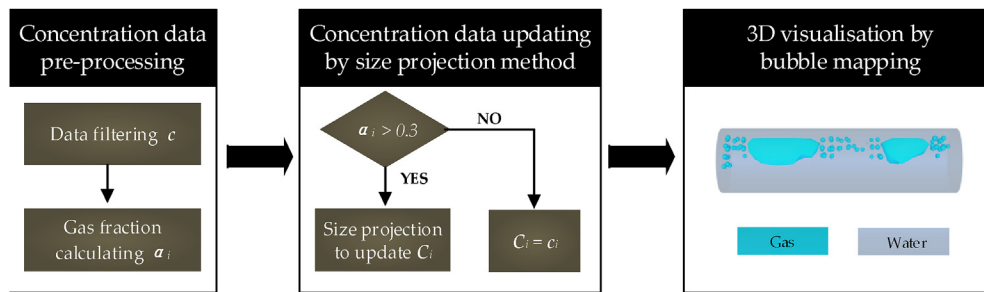 Concentration data
pre-processing
Data filtering c
Gas fraction
calculating α i
Concentration data updating
by size projection method
α i > 0.3
NO
YES
Size projection
to update Ci
Ci = ci
3D visualisation by
bubble mapping
Gas
Water